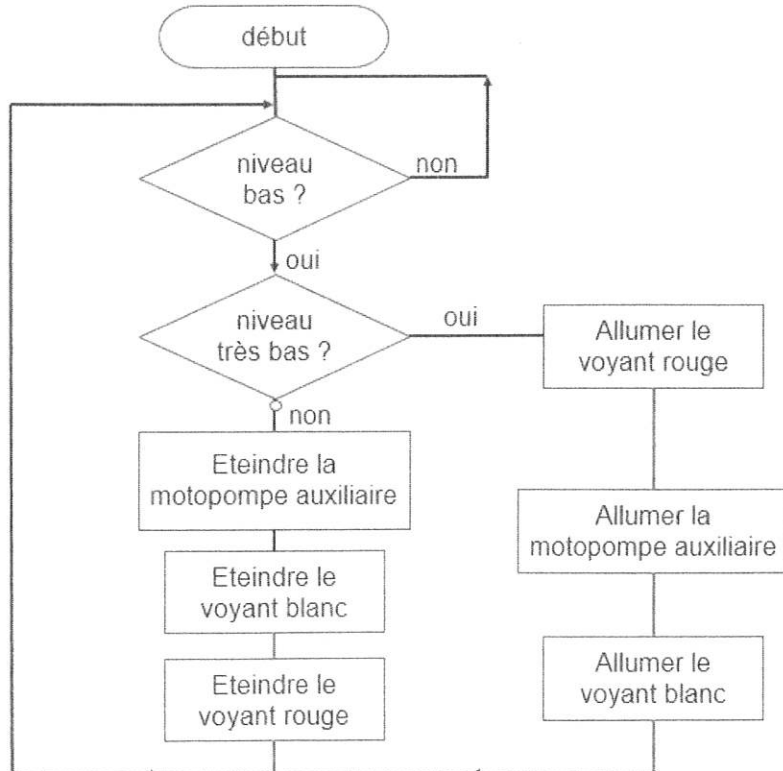 début
niveau
bas ?
non
oui
niveau
très bas ?
oui
non
Allumer le
voyant rouge
Eteindre la
motopompe auxiliaire
Allumer la
motopompe auxiliaire
Eteindre le
voyant blanc
Allumer le
voyant blanc
Eteindre le
voyant rouge